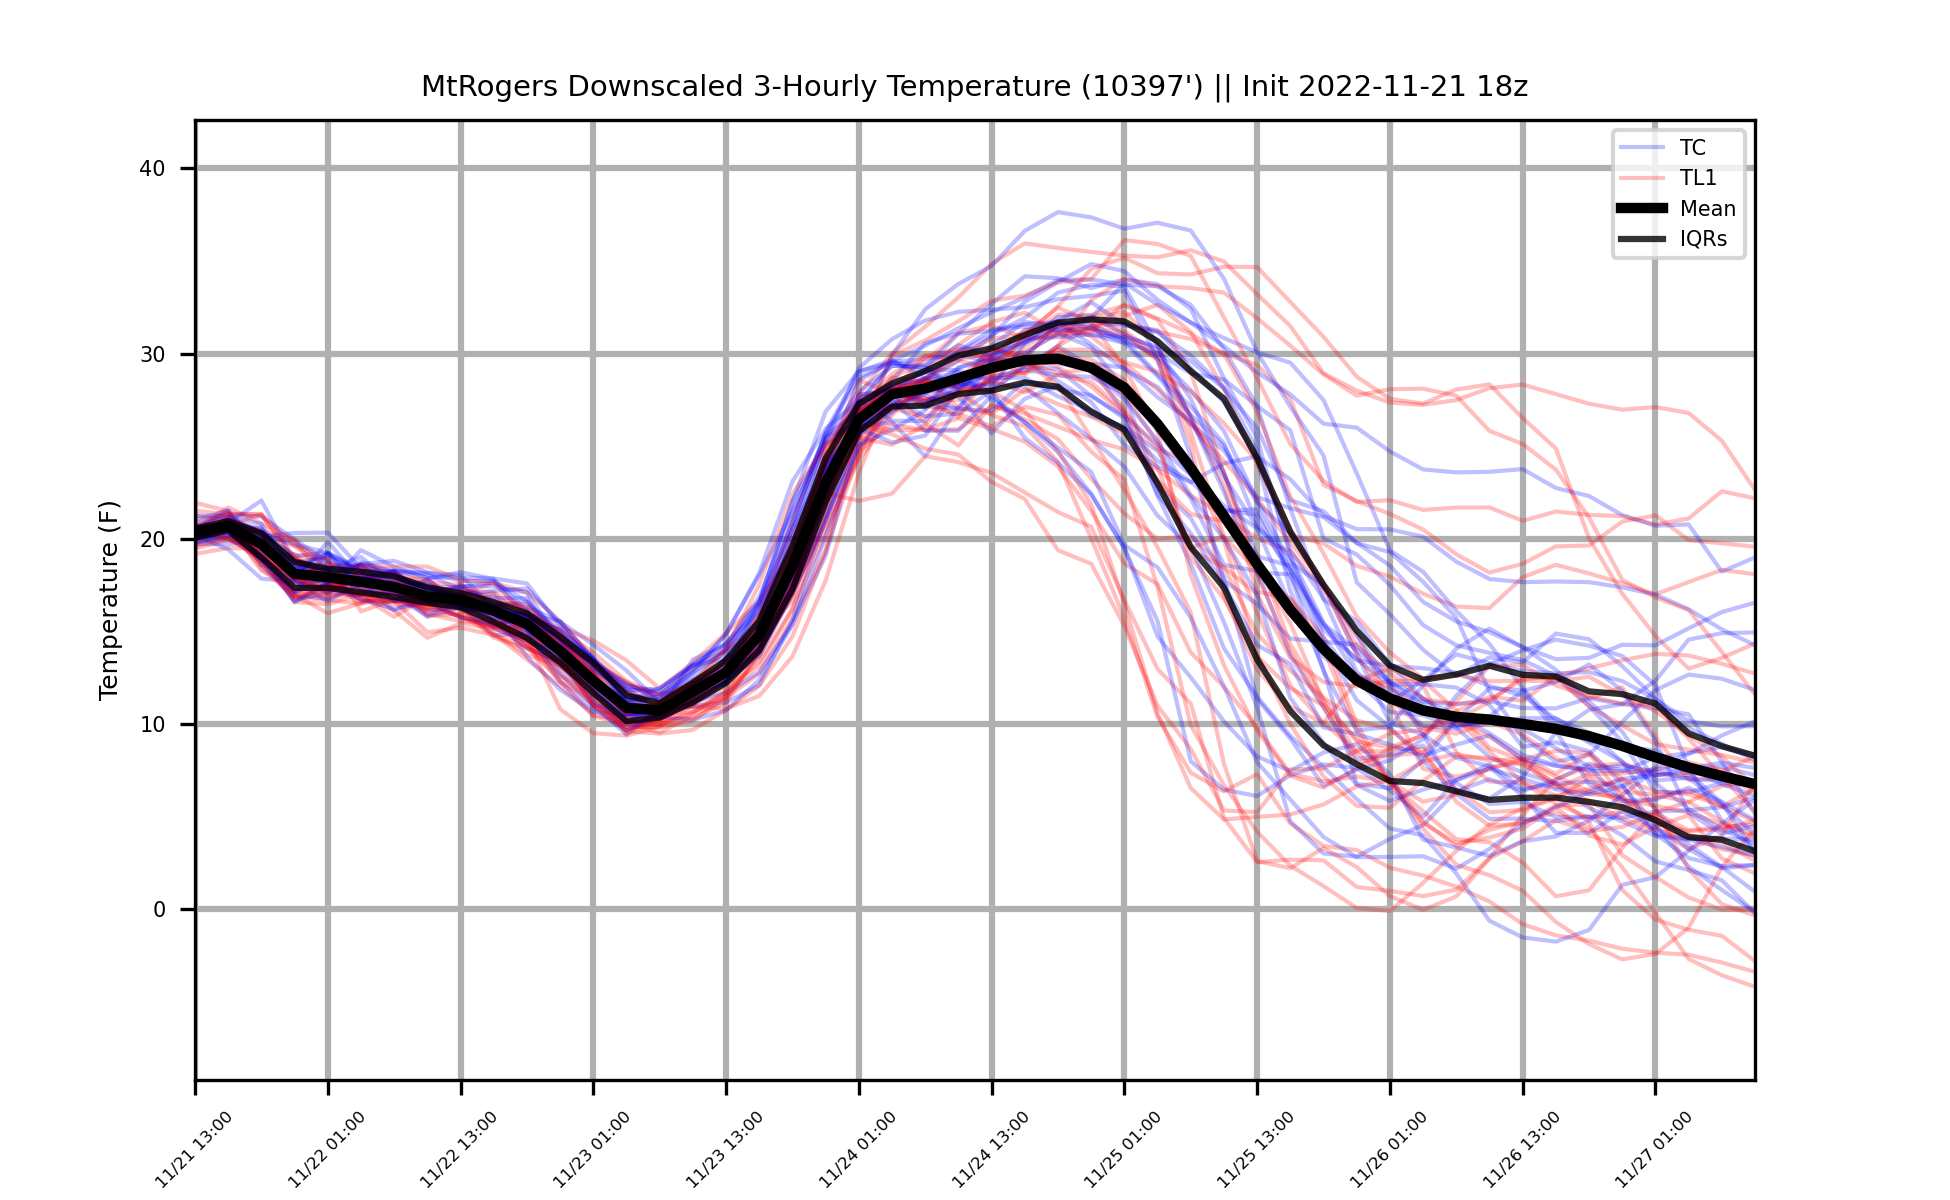 MtRogers Downscaled 3-Hourly Temperature (10397') || Init 2022-11-21 18z
TC
TL1
Mean
IQRs
Temperature (F)
40
30
20
10
0
11/21 13:00
11/22 01:00
11/22 13:00
11/23 01:00
11/23 13:00
11/24 01:00
11/24 13:00
11/25 01:00
11/25 13:00
11/26 01:00
11/26 13:00
11/27 01:00